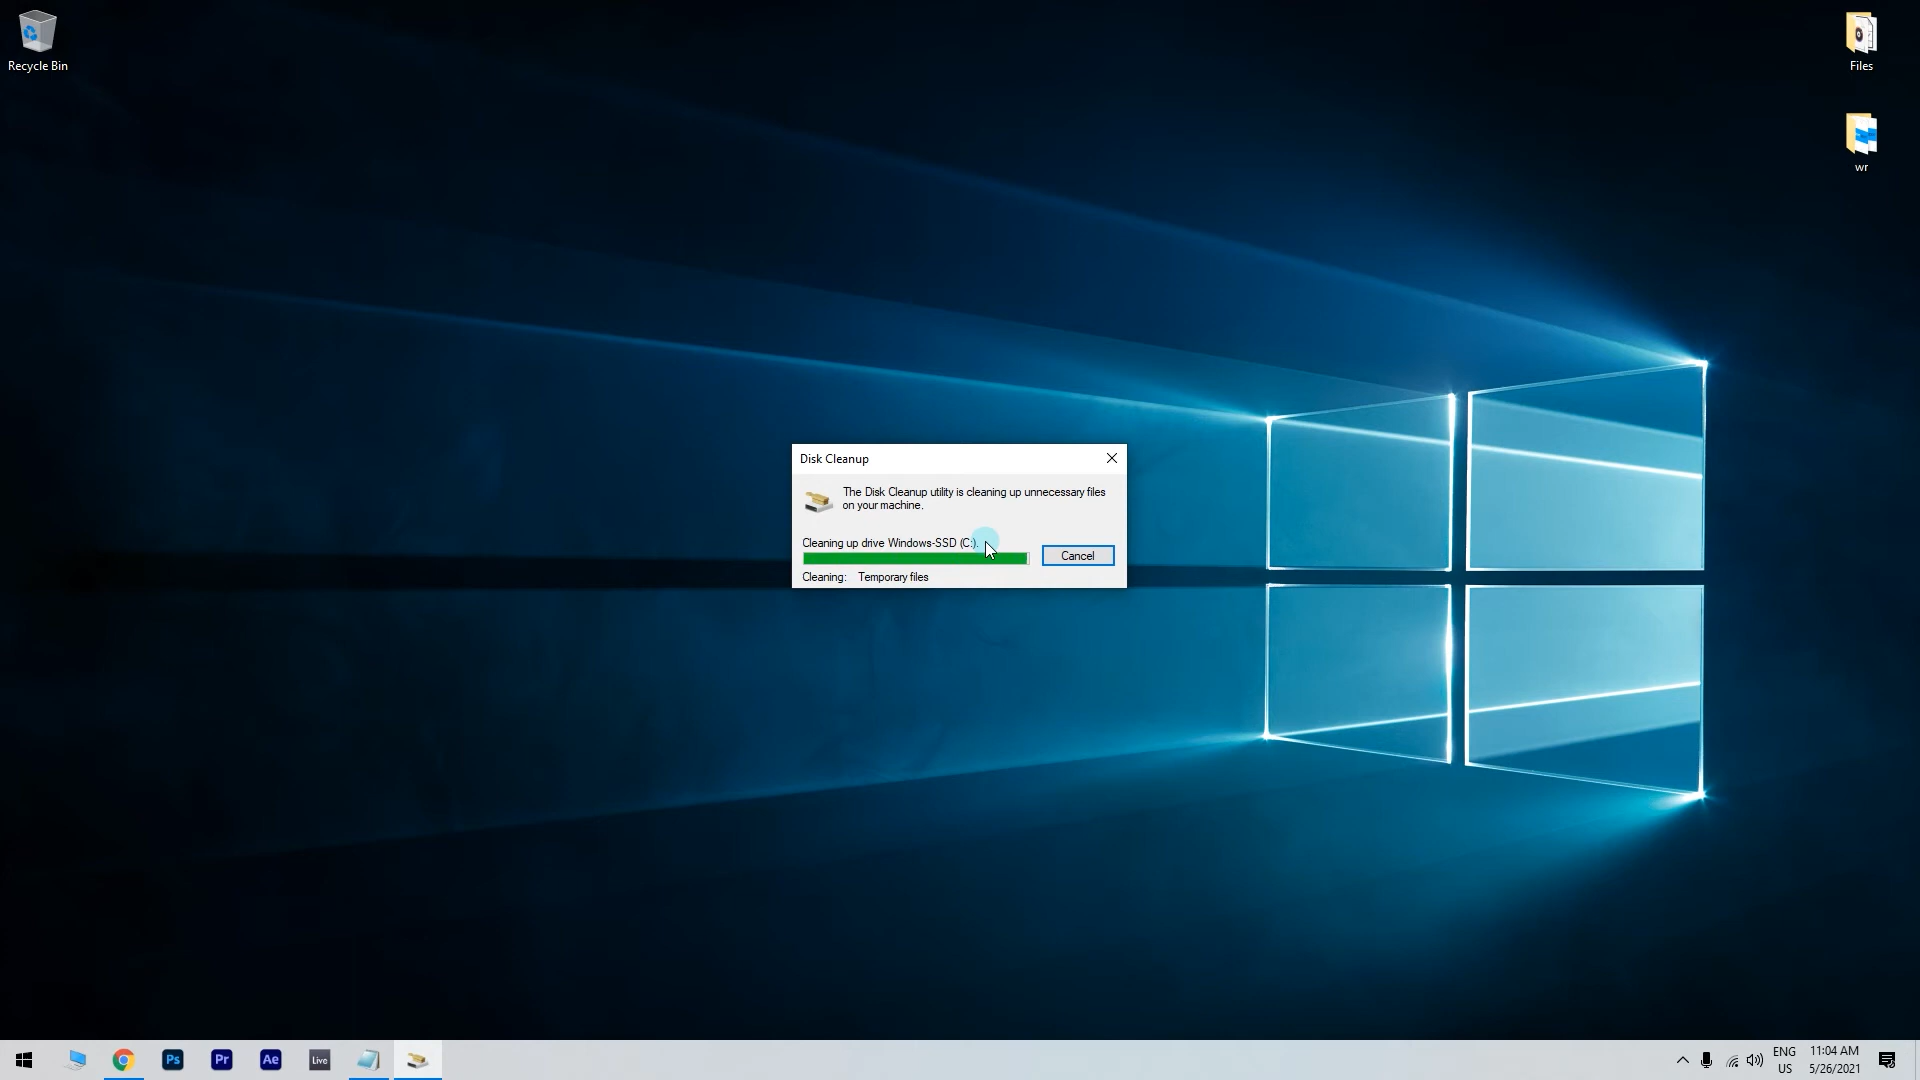 Recycle Bin
Files
wr
Disk Cleanup
The Disk Cleanup utility is cleaning up unnecessary files
on your machine.
Cleaning up drive Windows-SSD (C:).
Cancel
Cleaning: Temporary files
Ps
Pr
Ae
Live
ENG
US
11:04 AM
5/26/2021